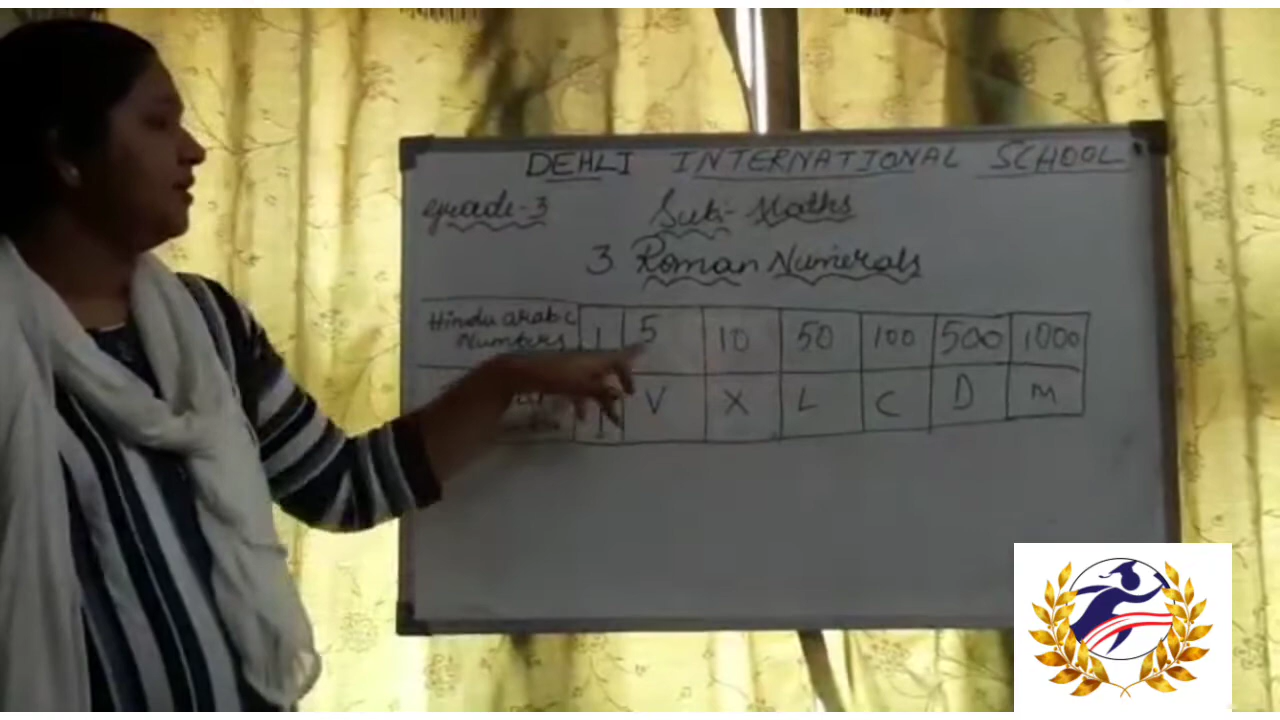 DEHLI INTERNATIONAL SCHOOL
Grade-3 Sub:- Maths
3 Roman Numerals
Hindu arabic Numbers 1 5 10 50 100 500 1000
I V X L C D M